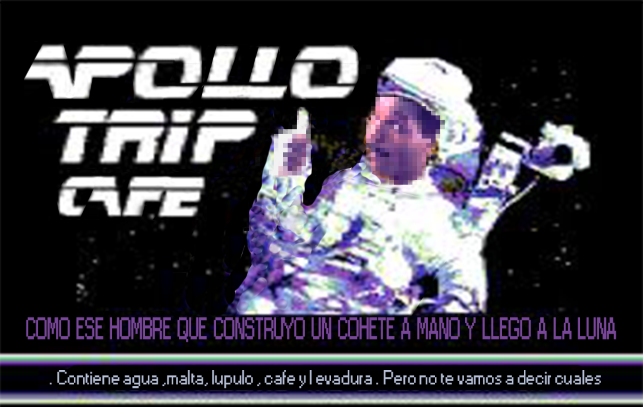 APOLLO
TRIP
CAFE
COMO ESE HOMBRE QUE CONSTRUYO UN COHETE A MANO Y LLEGO A LA LUNA
. Contiene agua ,malta, lupulo , cafe y l evadura . Pero no te vamos a decir cuales